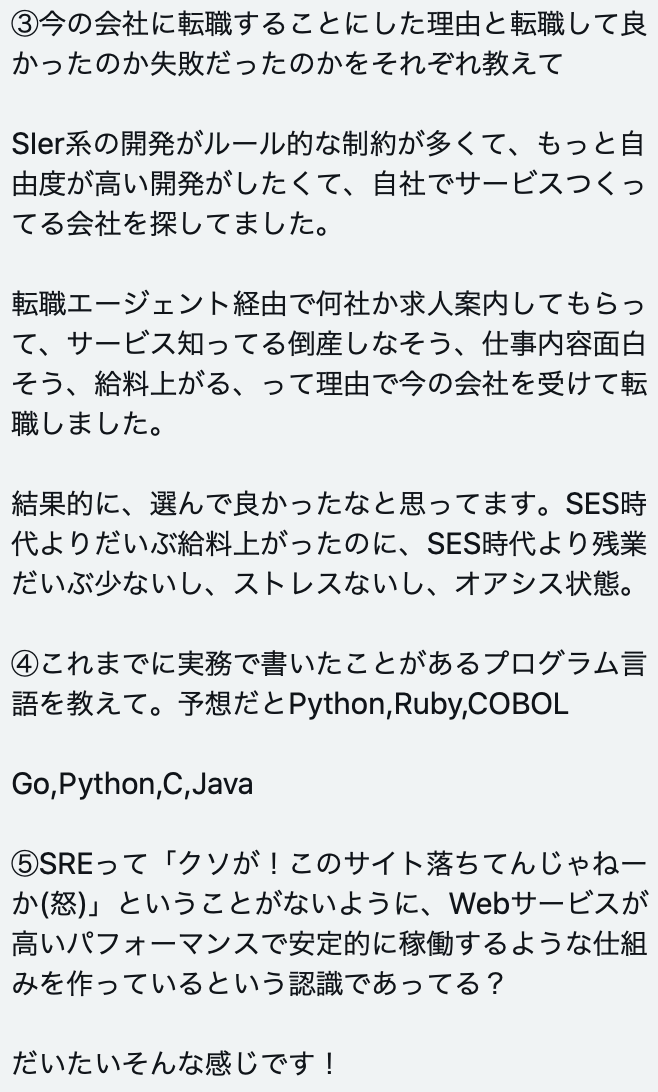 ③今の会社に転職することにした理由と転職して良
かったのか失敗だったのかをそれぞれ教えて
SIer系の開発がルール的な制約が多くて、もっと自
由度が高い開発がしたくて、自社でサービスつくっ
てる会社を探してました。
転職エージェント経由で何社か求人案内してもらっ
て、サービス知ってる倒産しなそう、仕事内容面白
そう、給料上がる、って理由で今の会社を受けて転
職しました。
結果的に、選んで良かったなと思ってます。SES時
代よりだいぶ給料上がったのに、SES時代より残業
だいぶ少ないし、ストレスないし、オアシス状態。
④これまでに実務で書いたことがあるプログラム言
語を教えて。予想だとPython,Ruby,COBOL
Go,Python,C,Java
⑤SREって「クソが！このサイト落ちてんじゃねー
か(怒)」ということがないように、Webサービスが
高いパフォーマンスで安定的に稼働するような仕組
みを作っているという認識であってる？
だいたいそんな感じです！